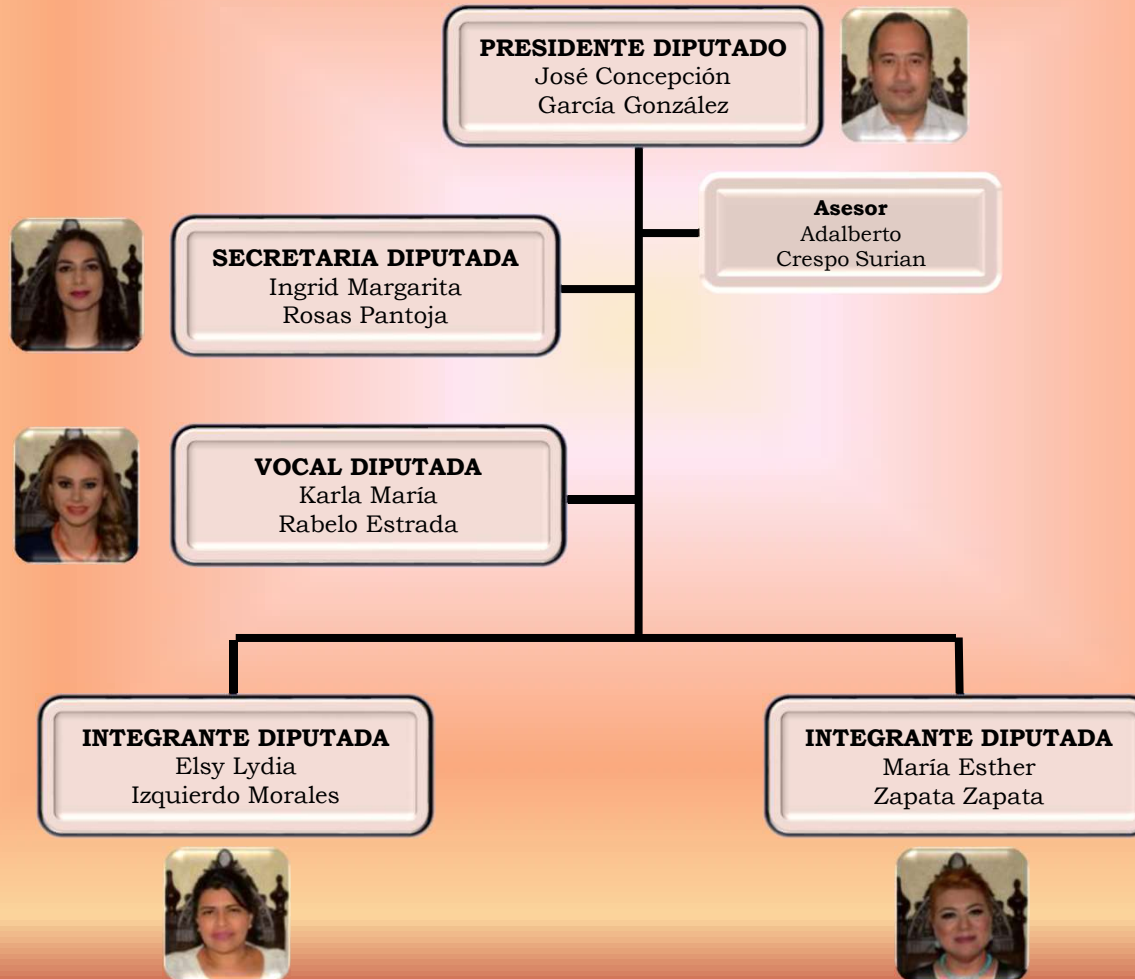 PRESIDENTE DIPUTADO
José Concepción
García González
Asesor
Adalberto
Crespo Surian
SECRETARIA DIPUTADA
Ingrid Margarita
Rosas Pantoja
VOCAL DIPUTADA
Karla María
Rabelo Estrada
INTEGRANTE DIPUTADA
Elsy Lydia
Izquierdo Morales
INTEGRANTE DIPUTADA
María Esther
Zapata Zapata